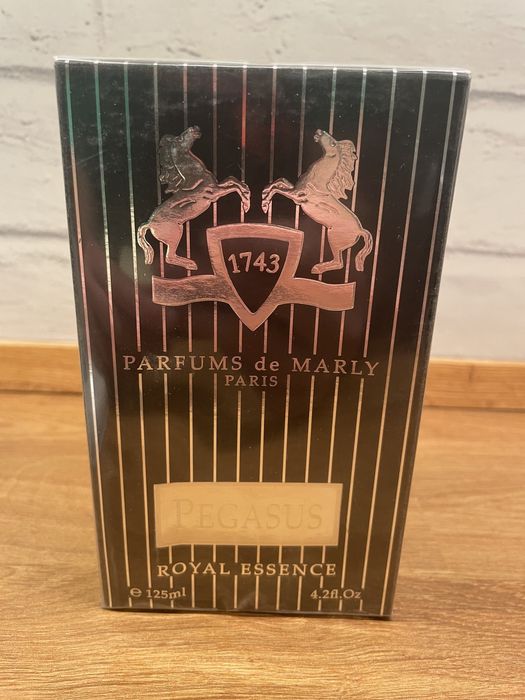 1743
PARFUMS de MARLY
PARIS
PEGASUS
ROYAL ESSENCE
℮ 125ml 4.2fl.Oz